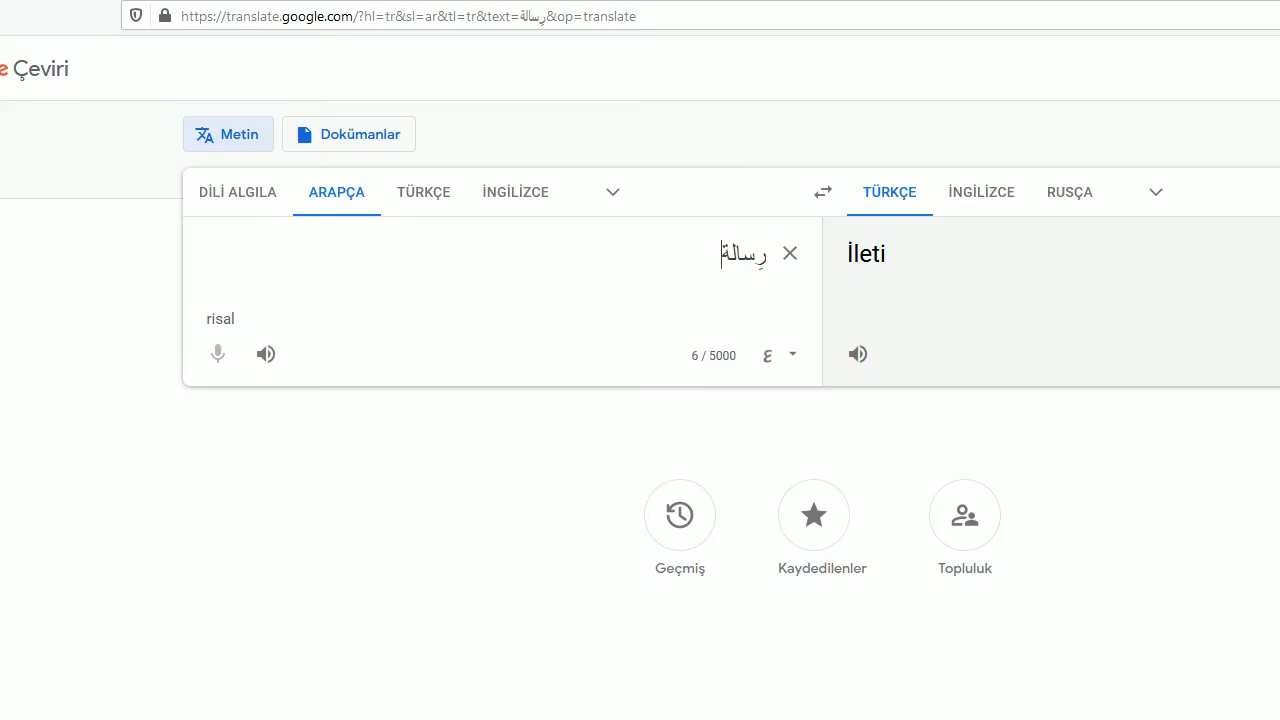 https://translate.google.com/?hl=tr&sl=ar&tl=tr&text=رِسالة&op=translate
e Çeviri
Metin Dokümanlar
DİLİ ALGILA ARAPÇA TÜRKÇE İNGİLİZCE TÜRKÇE İNGİLİZCE RUSÇA
رِسالة
İleti
risal
6 / 5000 ع
Geçmiş Kaydedilenler Topluluk